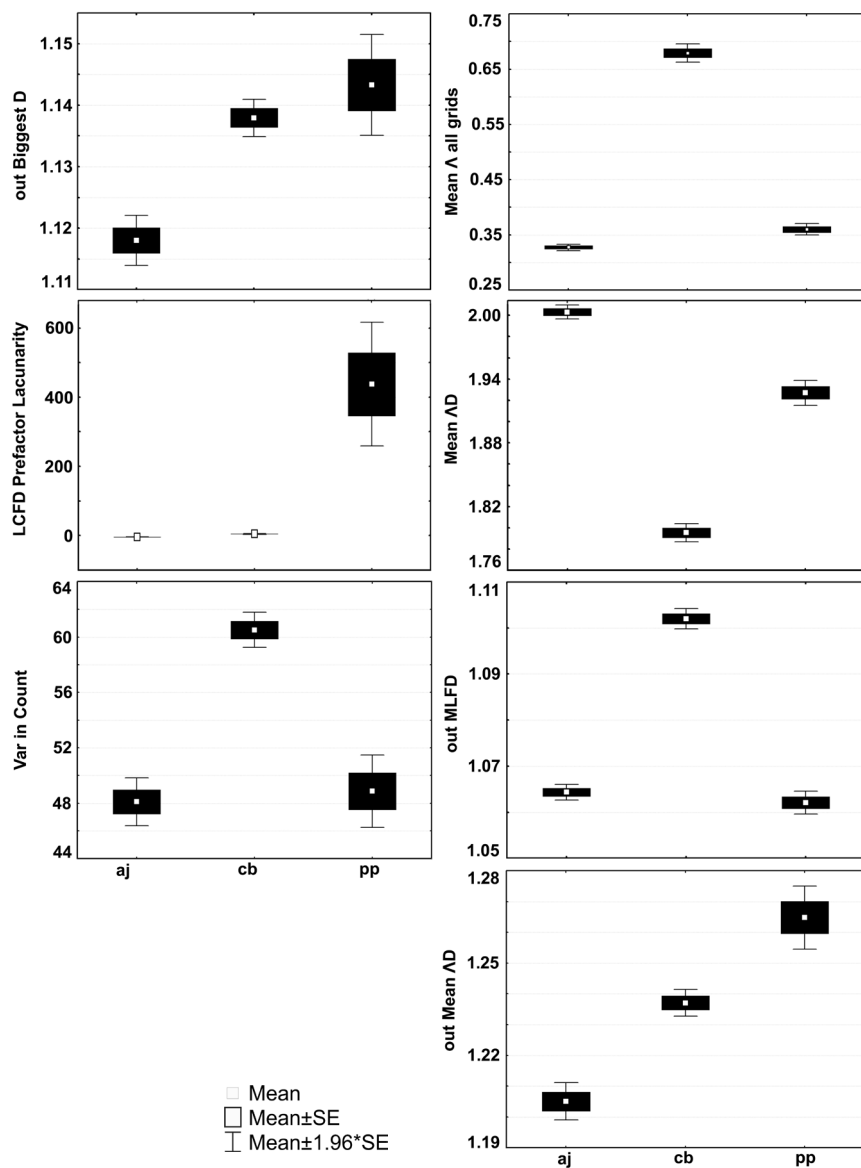 out Biggest D
1.15
1.14
1.13
1.12
1.11
LCFD Prefactor Lacunarity
600
400
200
0
Var in Count
64
60
56
52
48
44
aj cb pp
Mean Λ all grids
0.75
0.65
0.55
0.45
0.35
0.25
Mean ΛD
2.00
1.94
1.88
1.82
1.76
out MLFD
1.11
1.09
1.07
1.05
out Mean ΛD
1.28
1.25
1.22
1.19
aj cb pp
Mean
Mean±SE
Mean±1.96*SE